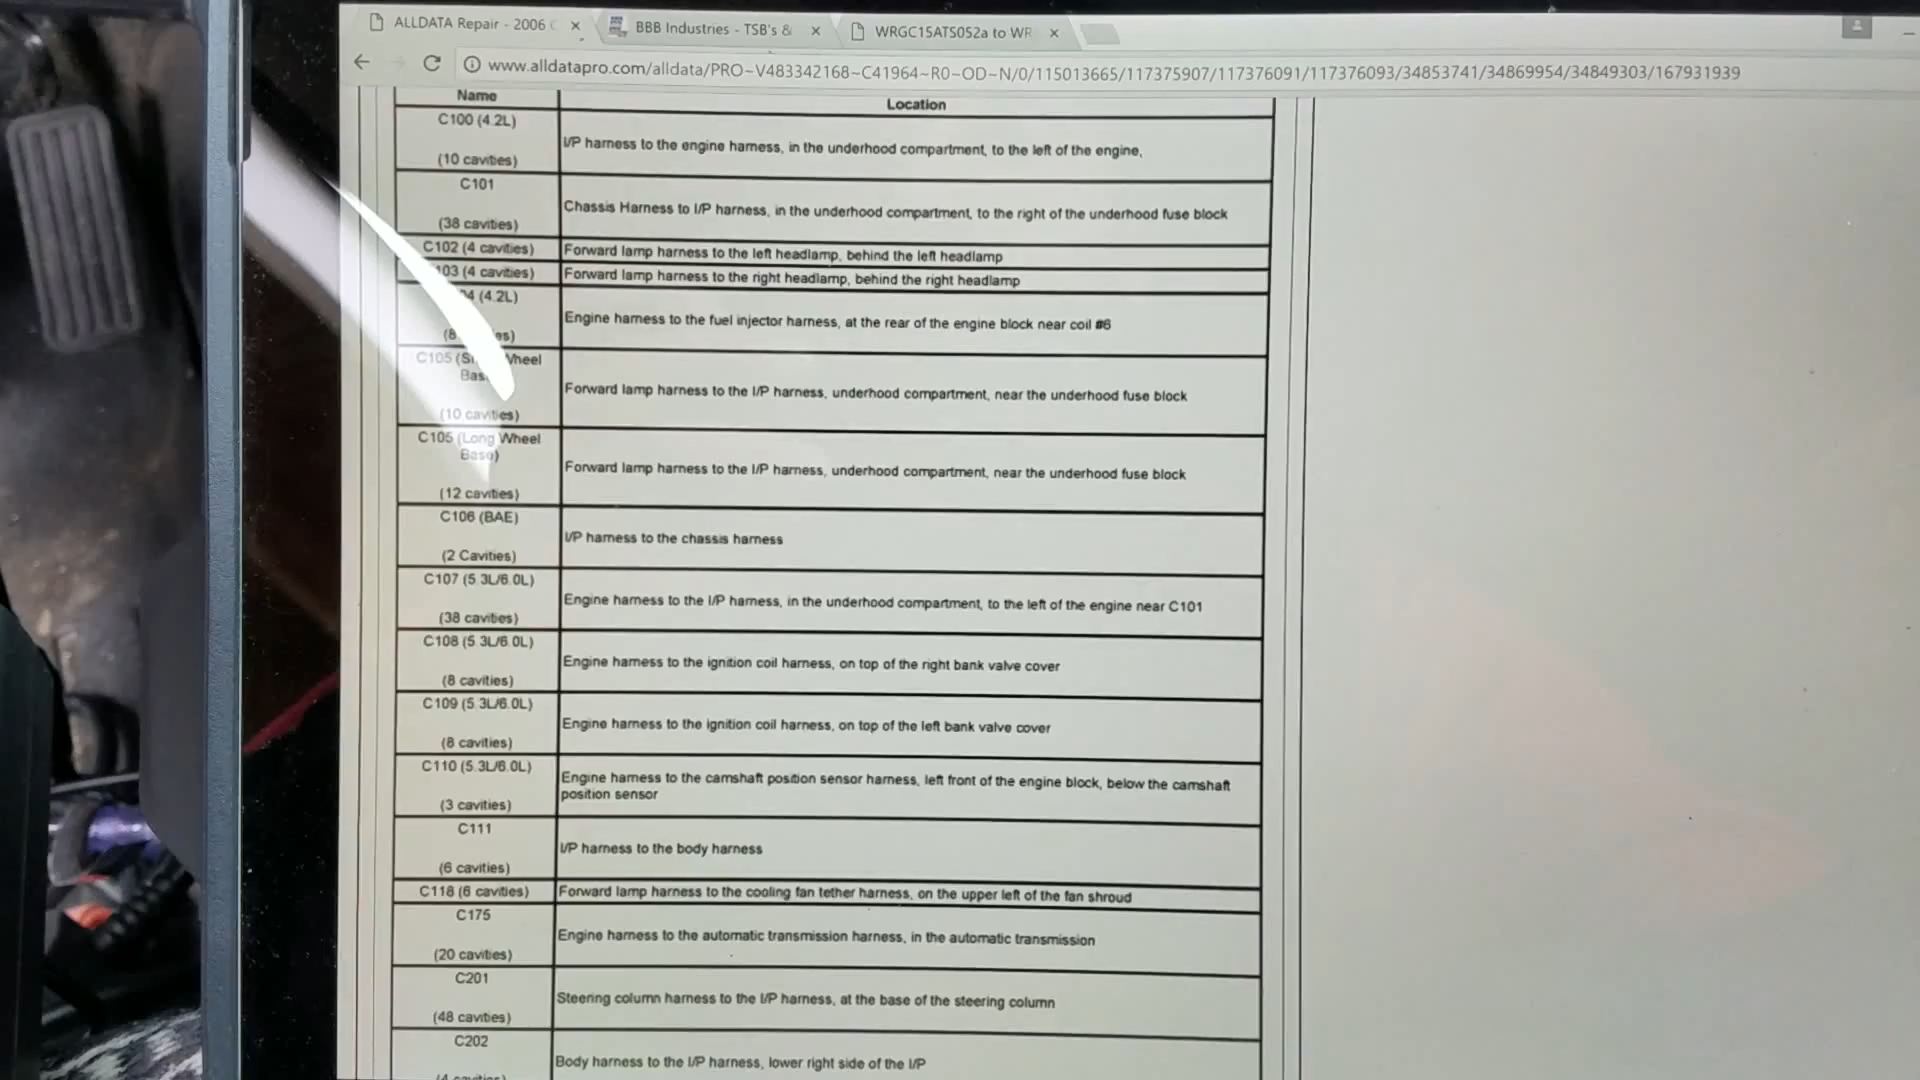 ALLDATA Repair - 2006
BBB Industries - TSB's &
WRGC15ATS052a to WR
www.alldatapro.com/alldata/PRO~V483342168~C41964~R0~OD~N/0/115013665/117375907/117376091/117376093/34853741/34869954/34849303/167931939
Name
Location
C100 (4.2L)
(10 cavities)
I/P harness to the engine harness, in the underhood compartment, to the left of the engine,
C101
(38 cavities)
Chassis Harness to I/P harness, in the underhood compartment, to the right of the underhood fuse block
C102 (4 cavities)
Forward lamp harness to the left headlamp, behind the left headlamp
103 (4 cavities)
Forward lamp harness to the right headlamp, behind the right headlamp
4 (4.2L)
(8
Engine harness to the fuel injector harness, at the rear of the engine block near coil #6
C105 Wheel
(10 cavities)
Forward lamp harness to the I/P harness, underhood compartment, near the underhood fuse block
C105 (Long Wheel
Base)
(12 cavities)
Forward lamp harness to the I/P harness, underhood compartment, near the underhood fuse block
C106 (BAE)
(2 Cavities)
I/P harness to the chassis harness
C107 (5.3L/6.0L)
(38 cavities)
Engine harness to the I/P harness, in the underhood compartment, to the left of the engine near C101
C108 (5.3L/6.0L)
(8 cavities)
Engine harness to the ignition coil harness, on top of the right bank valve cover
C109 (5.3L/6.0L)
(8 cavities)
Engine harness to the ignition coil harness, on top of the left bank valve cover
C110 (5.3L/6.0L)
(3 cavities)
Engine harness to the camshaft position sensor harness, left front of the engine block, below the camshaft
position sensor
C111
(6 cavities)
I/P harness to the body harness
C118 (6 cavities)
Forward lamp harness to the cooling fan tether harness, on the upper left of the fan shroud
C175
(20 cavities)
Engine harness to the automatic transmission harness, in the automatic transmission
C201
(48 cavities)
Steering column harness to the I/P harness, at the base of the steering column
C202
(4 cavities)
Body harness to the I/P harness, lower right side of the I/P